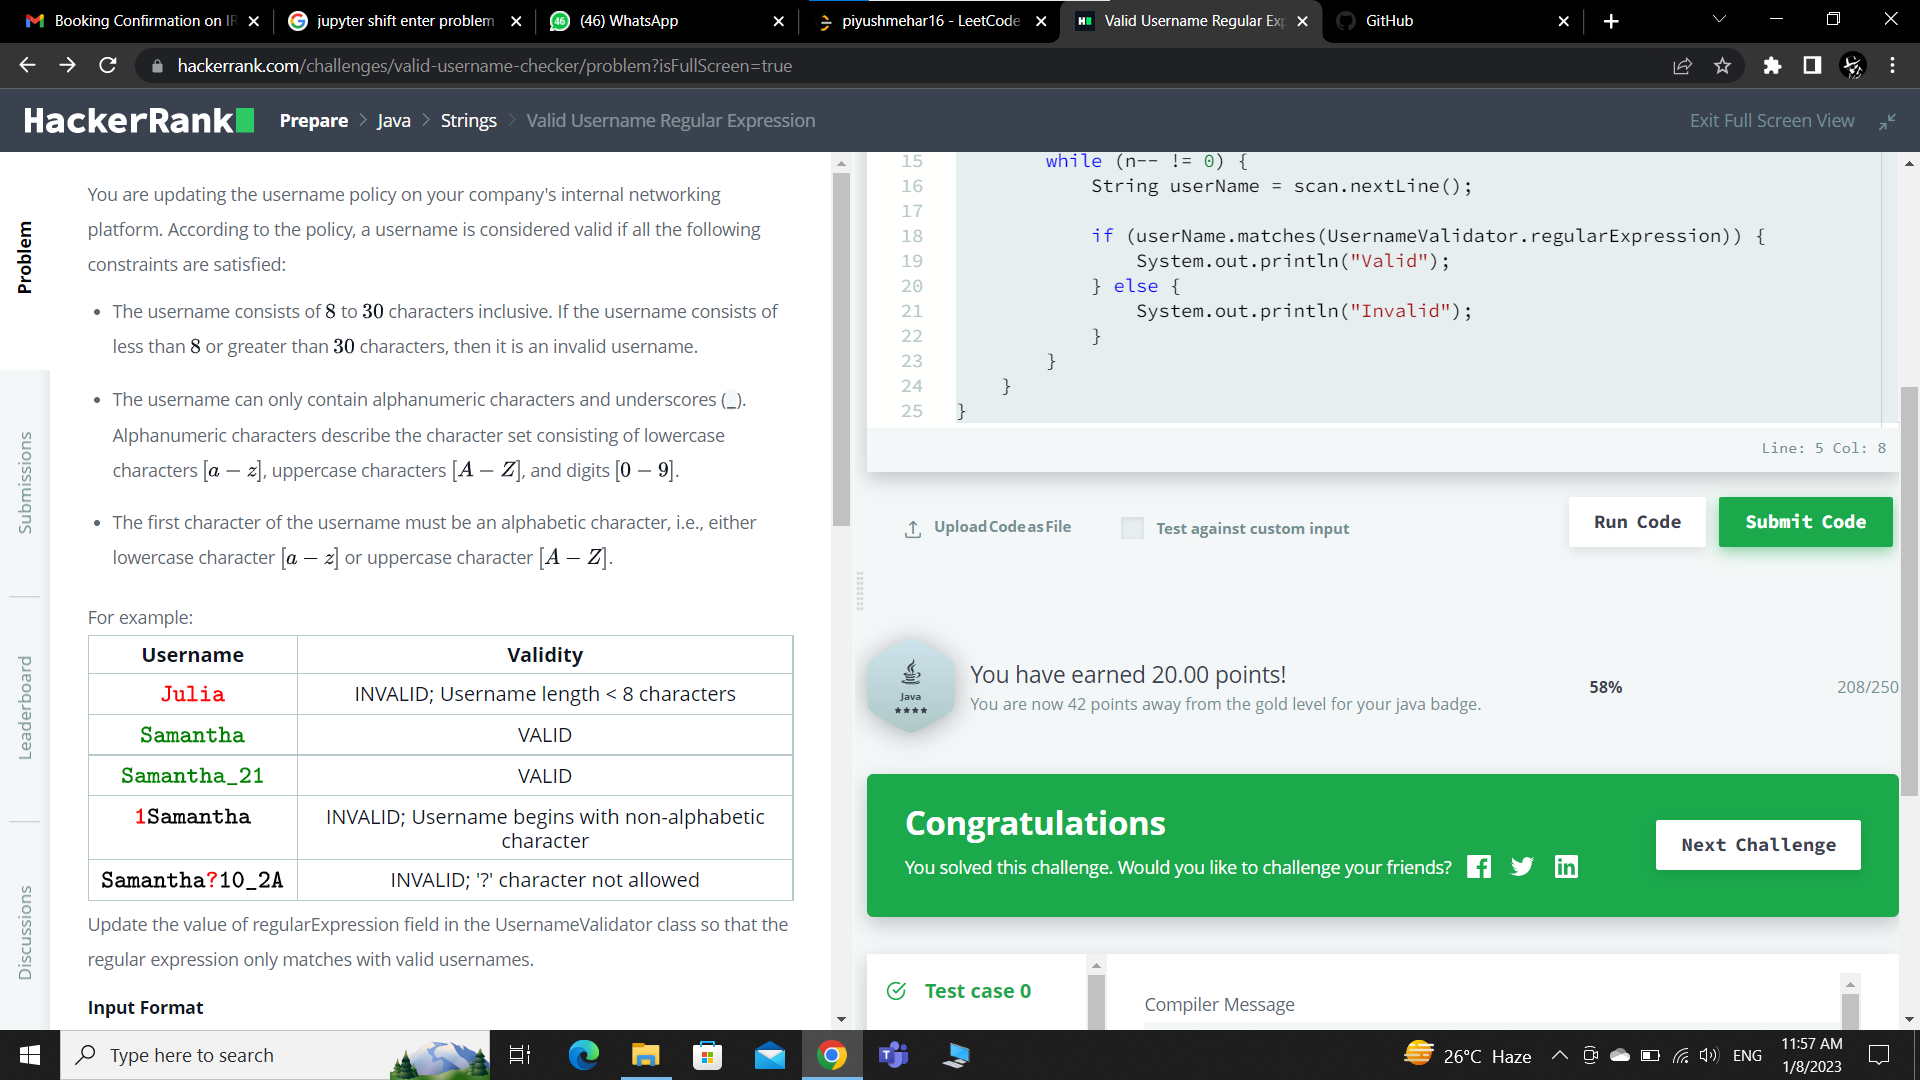 Booking Confirmation on IR
jupyter shift enter problem
(46) WhatsApp
piyushmehar16 - LeetCode
Valid Username Regular Exp
GitHub
hackerrank.com/challenges/valid-username-checker/problem?isFullScreen=true
HackerRank
Prepare > Java > Strings > Valid Username Regular Expression
Exit Full Screen View
Problem
Submissions
Leaderboard
Discussions
You are updating the username policy on your company's internal networking
platform. According to the policy, a username is considered valid if all the following
constraints are satisfied:
• The username consists of 8 to 30 characters inclusive. If the username consists of
less than 8 or greater than 30 characters, then it is an invalid username.
• The username can only contain alphanumeric characters and underscores (_).
Alphanumeric characters describe the character set consisting of lowercase
characters [a – z], uppercase characters [A – Z], and digits [0 – 9].
• The first character of the username must be an alphabetic character, i.e., either
lowercase character [a – z] or uppercase character [A – Z].
For example:
Username Validity
Julia INVALID; Username length < 8 characters
Samantha VALID
Samantha_21 VALID
1Samantha INVALID; Username begins with non-alphabetic
character
Samantha?10_2A INVALID; '?' character not allowed
Update the value of regularExpression field in the UsernameValidator class so that the
regular expression only matches with valid usernames.
Input Format
15 while (n-- != 0) {
16 String userName = scan.nextLine();
17
18 if (userName.matches(UsernameValidator.regularExpression)) {
19 System.out.println("Valid");
20 } else {
21 System.out.println("Invalid");
22 }
23 }
24 }
25 }
Line: 5 Col: 8
Upload Code as File
Test against custom input
Run Code
Submit Code
Java
You have earned 20.00 points!
You are now 42 points away from the gold level for your java badge.
58%
208/250
Congratulations
You solved this challenge. Would you like to challenge your friends?
Next Challenge
Test case 0
Compiler Message
Type here to search
26°C Haze
ENG
11:57 AM
1/8/2023